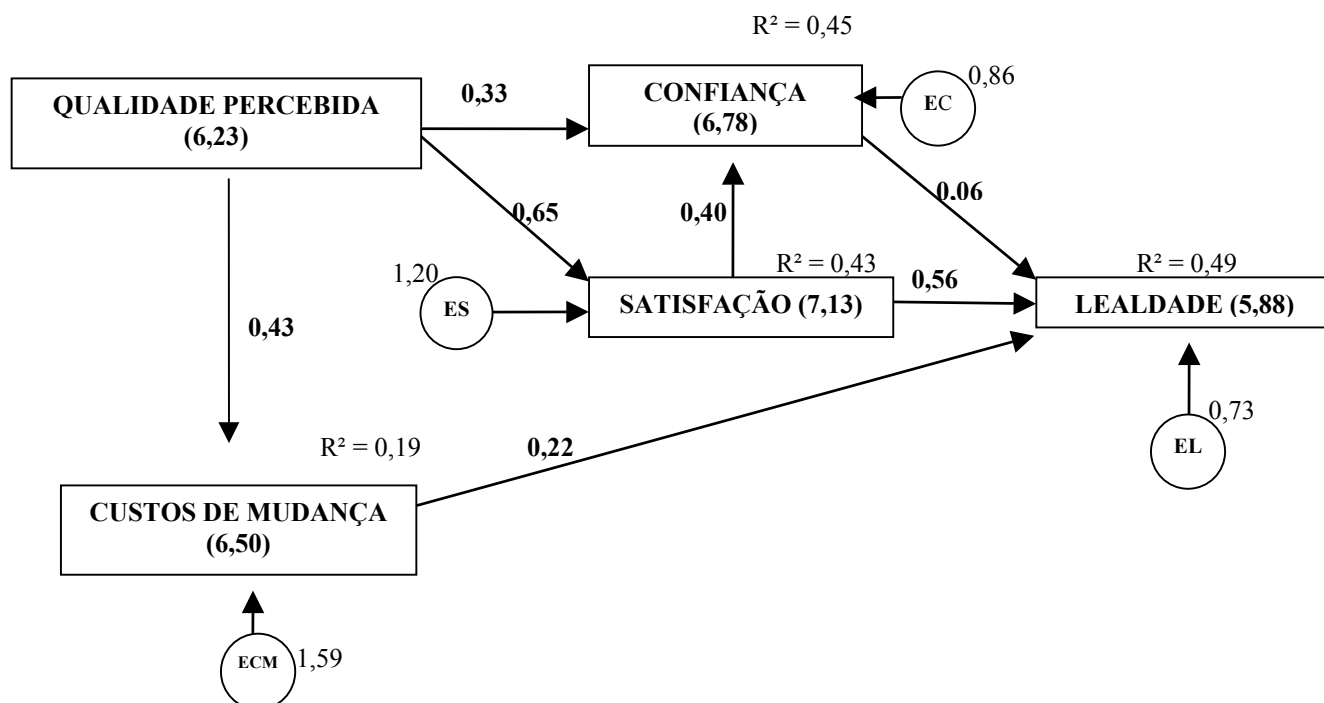 R² = 0,45
QUALIDADE PERCEBIDA
(6,23)
0,33
CONFIANÇA
(6,78)
EC
0,86
0,65
0,40
0,06
1,20
ES
R² = 0,43
SATISFAÇÃO (7,13)
0,56
R² = 0,49
LEALDADE (5,88)
0,43
0,73
EL
R² = 0,19
0,22
CUSTOS DE MUDANÇA
(6,50)
ECM
1,59